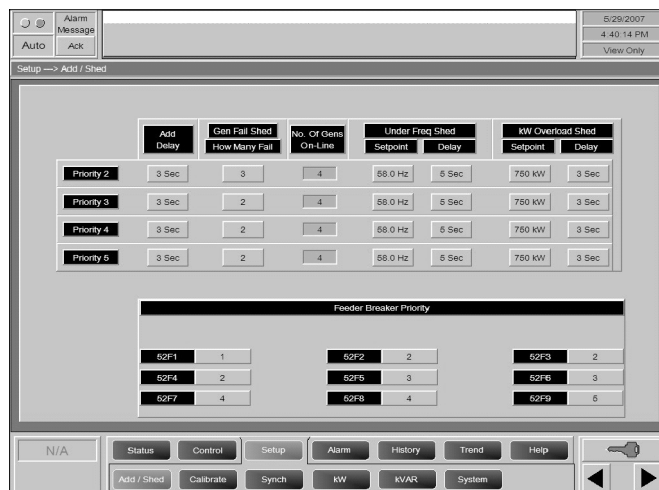 Alarm Message
Auto
Ack
5/29/2007
4:40:14 PM
View Only
Setup ---> Add / Shed
Add Delay
Gen Fail Shed
How Many Fail
No. Of Gens On-Line
Under Freq Shed
Setpoint Delay
kW Overload Shed
Setpoint Delay
Priority 2 3 Sec 3 4 58.0 Hz 5 Sec 750 kW 3 Sec
Priority 3 3 Sec 2 4 58.0 Hz 5 Sec 750 kW 3 Sec
Priority 4 3 Sec 2 4 58.0 Hz 5 Sec 750 kW 3 Sec
Priority 5 3 Sec 2 4 58.0 Hz 5 Sec 750 kW 3 Sec
Feeder Breaker Priority
52F1 1 52F2 2 52F3 2
52F4 2 52F5 3 52F6 3
52F7 4 52F8 4 52F9 5
N/A
Status Control Setup Alarm History Trend Help
Add / Shed Calibrate Synch kW kVAR System